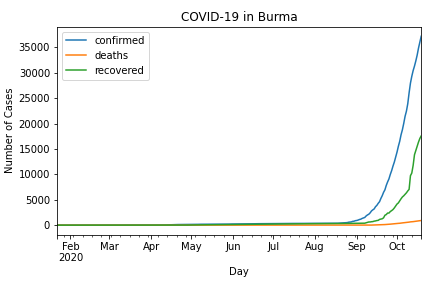 COVID-19 in Burma
confirmed
deaths
recovered
Number of Cases
35000
30000
25000
20000
15000
10000
5000
0
Feb Mar Apr May Jun Jul Aug Sep Oct
2020
Day